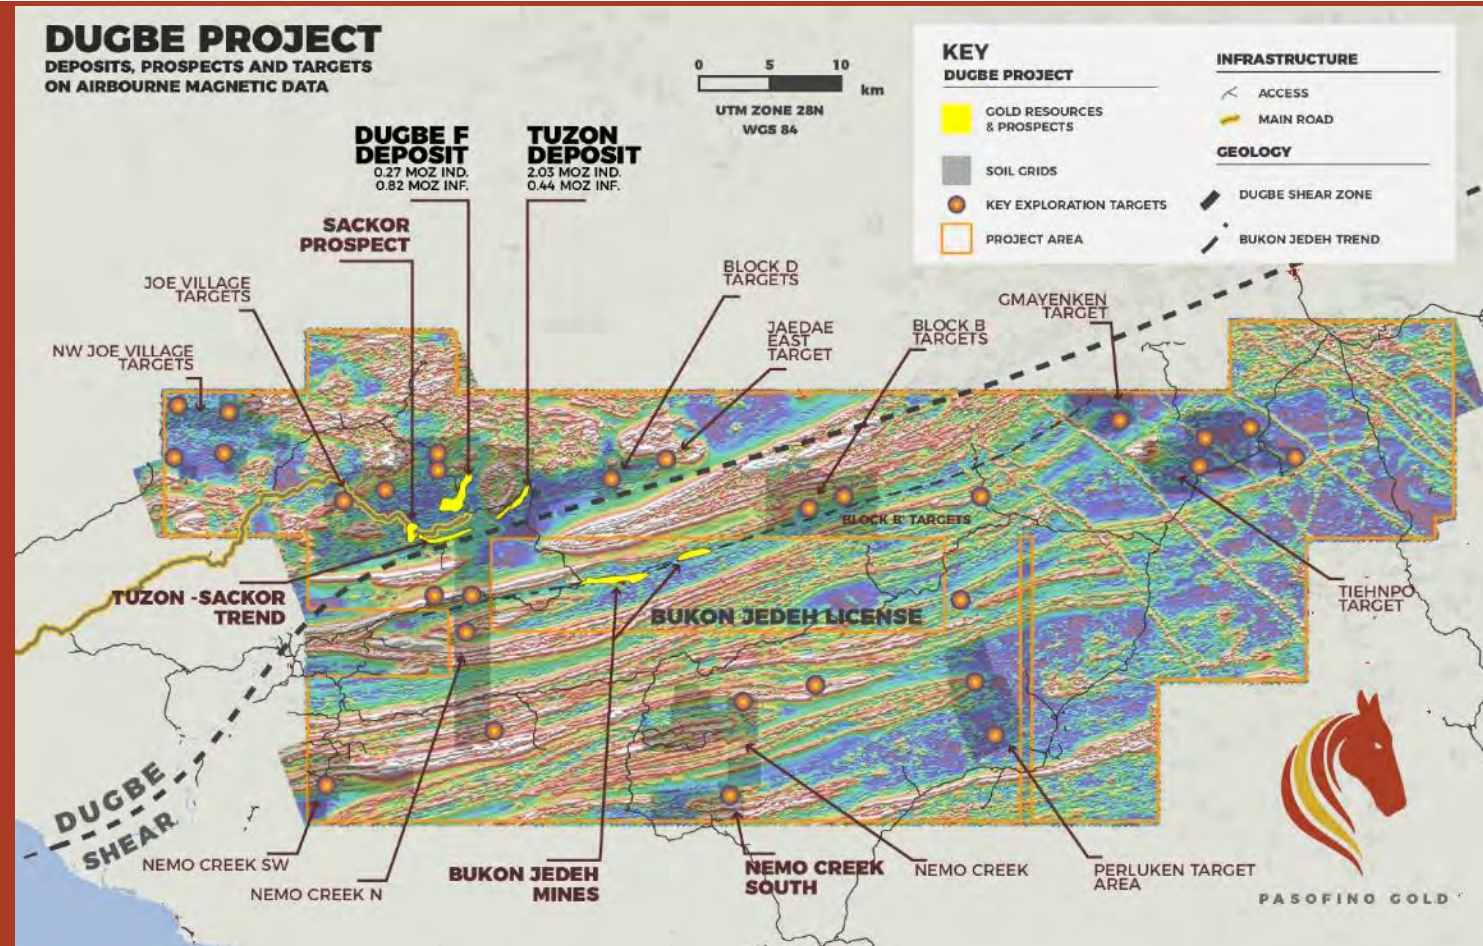 DUGBE PROJECT
DEPOSITS, PROSPECTS AND TARGETS
ON AIRBOURNE MAGNETIC DATA
0 5 10
km
UTM ZONE 28N
WGS 84
KEY
DUGBE PROJECT
GOLD RESOURCES
& PROSPECTS
SOIL GRIDS
KEY EXPLORATION TARGETS
PROJECT AREA
INFRASTRUCTURE
ACCESS
MAIN ROAD
GEOLOGY
DUGBE SHEAR ZONE
BUKON JEDEH TREND
DUGBE F
DEPOSIT
0.27 MOZ IND.
0.82 MOZ INF.
TUZON
DEPOSIT
2.03 MOZ IND.
0.44 MOZ INF.
SACKOR
PROSPECT
JOE VILLAGE
TARGETS
NW JOE VILLAGE
TARGETS
BLOCK D
TARGETS
JAEDAE
EAST
TARGET
BLOCK B
TARGETS
GMAYENKEN
TARGET
BLOCK B' TARGETS
TUZON -SACKOR
TREND
BUKON JEDEH LICENSE
TIEHNPO
TARGET
DUGBE
SHEAR
NEMO CREEK SW
NEMO CREEK N
BUKON JEDEH
MINES
NEMO CREEK
SOUTH
NEMO CREEK
PERLUKEN TARGET
AREA
PASOFINO GOLD